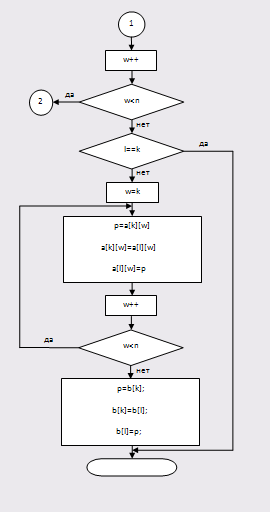 1
w++
w<n
да
2
нет
l==k
да
нет
w=k
p=a[k][w]
a[k][w]=a[l][w]
a[l][w]=p
w++
w<n
да
нет
p=b[k];
b[k]=b[l];
b[l]=p;